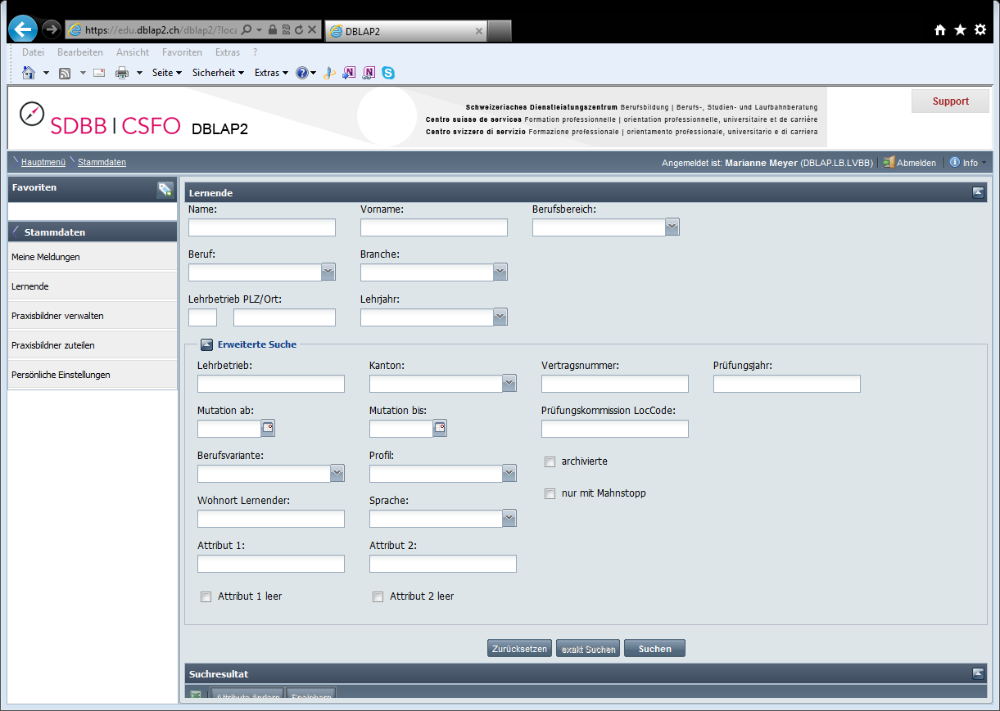 https://edu.dblap2.ch/dblap2/?loca
DBLAP2
Datei Bearbeiten Ansicht Favoriten Extras ?
Seite Sicherheit Extras
SDBB | CSFO DBLAP2
Schweizerisches Dienstleistungszentrum Berufsbildung | Berufs-, Studien- und Laufbahnberatung
Centre suisse de services Formation professionnelle | orientation professionnelle, universitaire et de carrière
Centro svizzero di servizio Formazione professionale | orientamento professionale, universitario e di carriera
Support
Hauptmenü Stammdaten
Angemeldet ist: Marianne Meyer (DBLAP.LB.LVBB) Abmelden Info
Favoriten
Stammdaten
Meine Meldungen
Lernende
Praxisbildner verwalten
Praxisbildner zuteilen
Persönliche Einstellungen
Lernende
Name: Vorname: Berufsbereich:
Beruf: Branche:
Lehrbetrieb PLZ/Ort: Lehrjahr:
Erweiterte Suche
Lehrbetrieb: Kanton: Vertragsnummer: Prüfungsjahr:
Mutation ab: Mutation bis: Prüfungskommission LocCode:
Berufsvariante: Profil: archivierte
nur mit Mahnstopp
Wohnort Lernender: Sprache:
Attribut 1: Attribut 2:
Attribut 1 leer Attribut 2 leer
Zurücksetzen exakt Suchen Suchen
Suchresultat
Attribute ändern Speichern